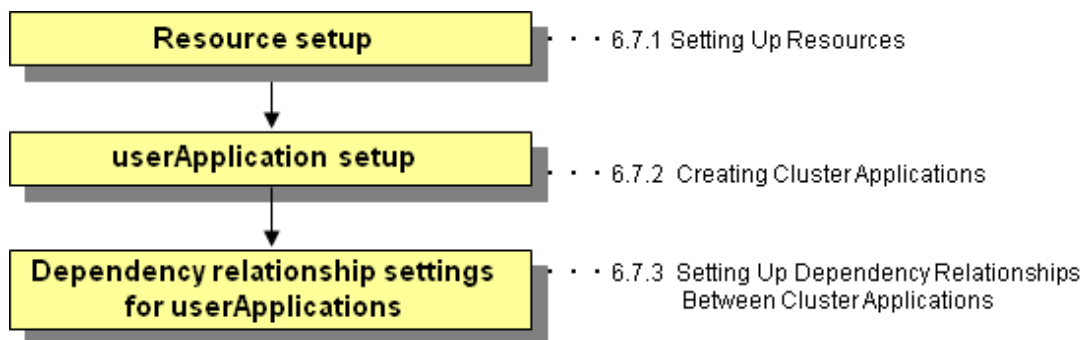 Resource setup
· · · 6.7.1 Setting Up Resources
userApplication setup
· · · 6.7.2 Creating Cluster Applications
Dependency relationship settings
for userApplications
· · · 6.7.3 Setting Up Dependency Relationships
Between Cluster Applications